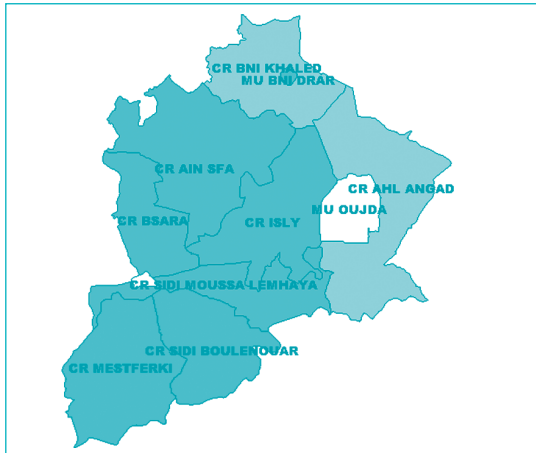 CR BNI KHALED
MU BNI DRAR
CR AIN SFA
CR AHL ANGAD
MU OUJDA
CR BSARA
CR ISLY
CR SIDI MOUSSA LEMHAYA
CR SIDI BOULENOUAR
CR MESTFERKI